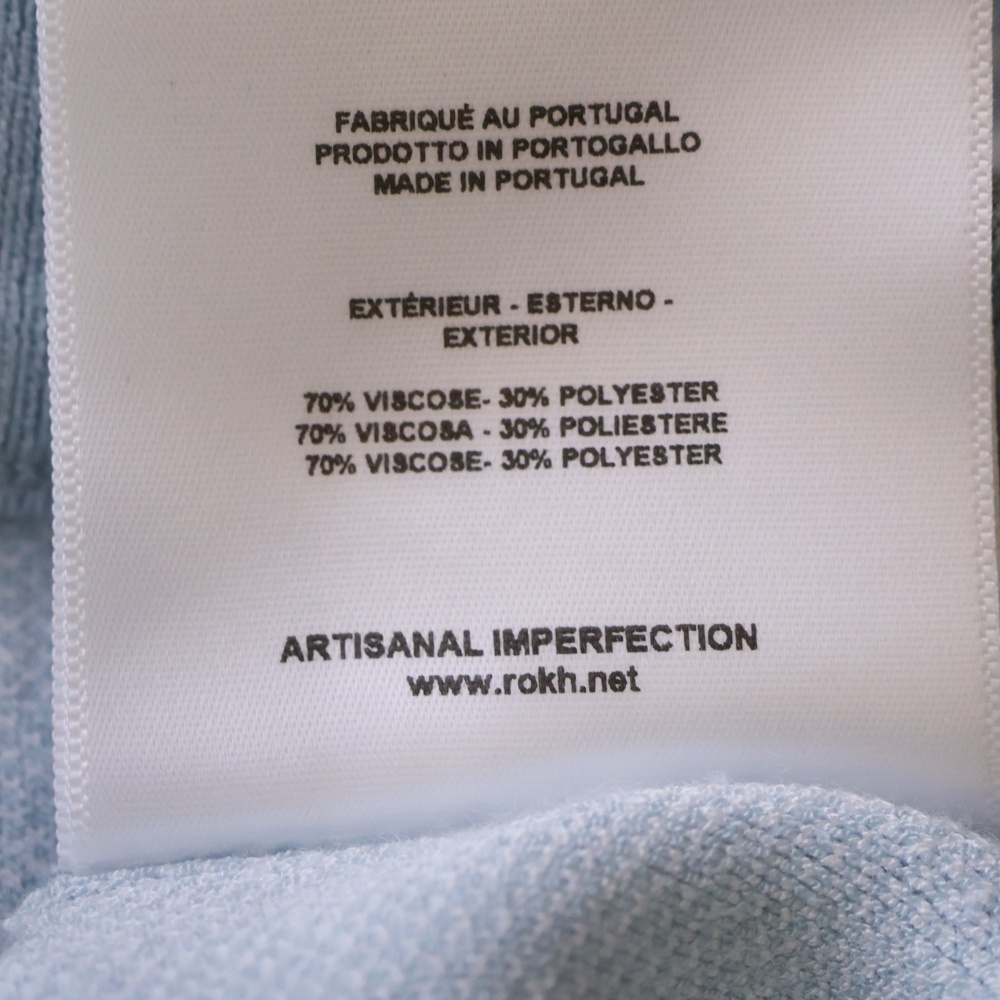 FABRIQUÉ AU PORTUGAL
PRODOTTO IN PORTOGALLO
MADE IN PORTUGAL
EXTÉRIEUR - ESTERNO -
EXTERIOR
70% VISCOSE- 30% POLYESTER
70% VISCOSA - 30% POLIESTERE
70% VISCOSE- 30% POLYESTER
ARTISANAL IMPERFECTION
www.rokh.net